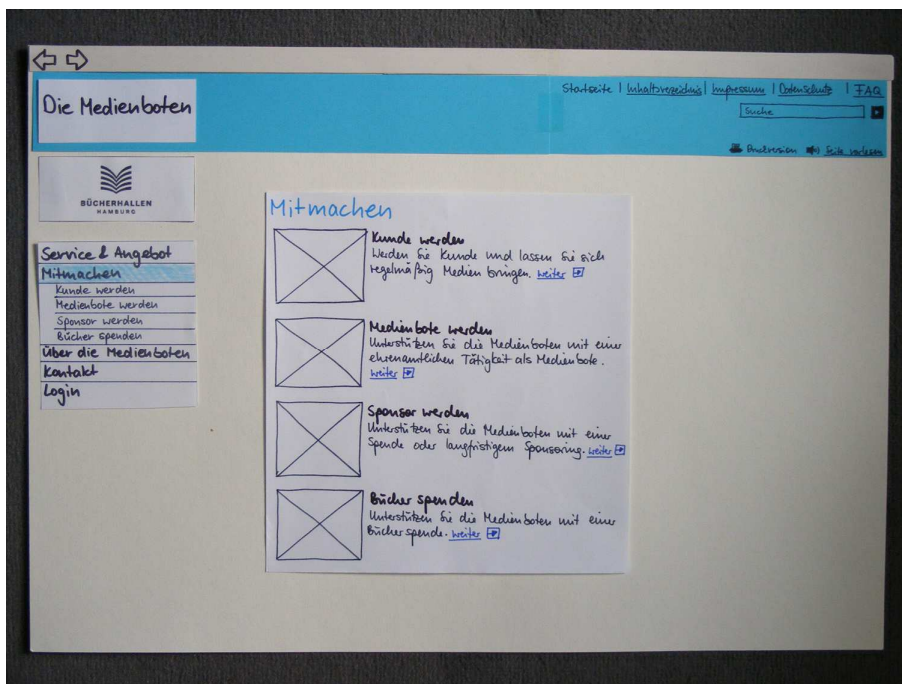 Die Medienboten
Startseite | Inhaltsverzeichnis | Impressum | Datenschutz | FAQ
Suche
Druckversion Seite vorlesen
BÜCHERHALLEN
HAMBURG
Service & Angebot
Mitmachen
Kunde werden
Medienbote werden
Sponsor werden
Bücher spenden
Über die Medienboten
Kontakt
Login
Mitmachen
Kunde werden
Werden Sie Kunde und lassen Sie sich
regelmäßig Medien bringen. weiter
Medienbote werden
Unterstützen Sie die Medienboten mit einer
ehrenamtlichen Tätigkeit als Medienbote.
weiter
Sponsor werden
Unterstützen Sie die Medienboten mit einer
Spende oder langfristigem Sponsoring. weiter
Bücher spenden
Unterstützen Sie die Medienboten mit einer
Bücherspende. weiter